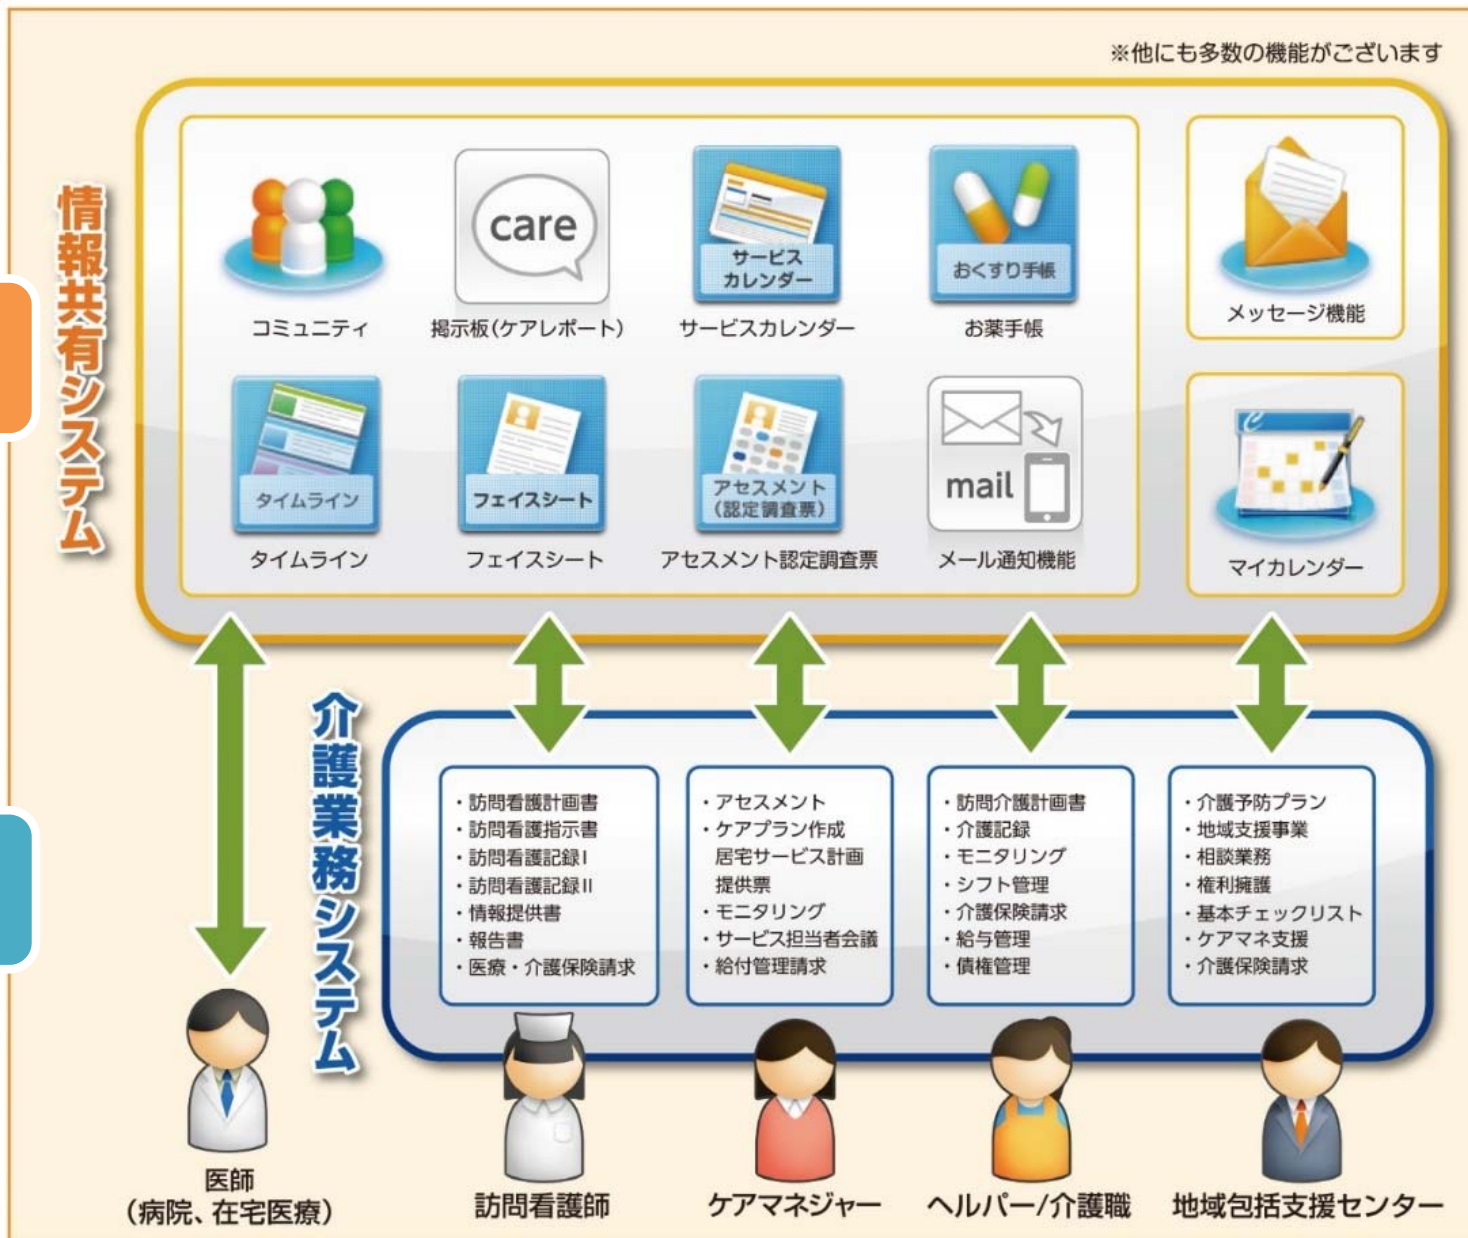 ※他にも多数の機能がございます
情報共有システム
care
サービス
カレンダー
おくすり手帳
コミュニティ
掲示板(ケアレポート)
サービスカレンダー
お薬手帳
メッセージ機能
タイムライン
フェイスシート
アセスメント
(認定調査票)
mail
タイムライン
フェイスシート
アセスメント認定調査票
メール通知機能
マイカレンダー
介護業務システム
・訪問看護計画書
・訪問看護指示書
・訪問看護記録I
・訪問看護記録II
・情報提供書
・報告書
・医療・介護保険請求
・アセスメント
・ケアプラン作成
居宅サービス計画
提供票
・モニタリング
・サービス担当者会議
・給付管理請求
・訪問介護計画書
・介護記録
・モニタリング
・シフト管理
・介護保険請求
・給与管理
・債権管理
・介護予防プラン
・地域支援事業
・相談業務
・権利擁護
・基本チェックリスト
・ケアマネ支援
・介護保険請求
医師
(病院、在宅医療)
訪問看護師
ケアマネジャー
ヘルパー/介護職
地域包括支援センター